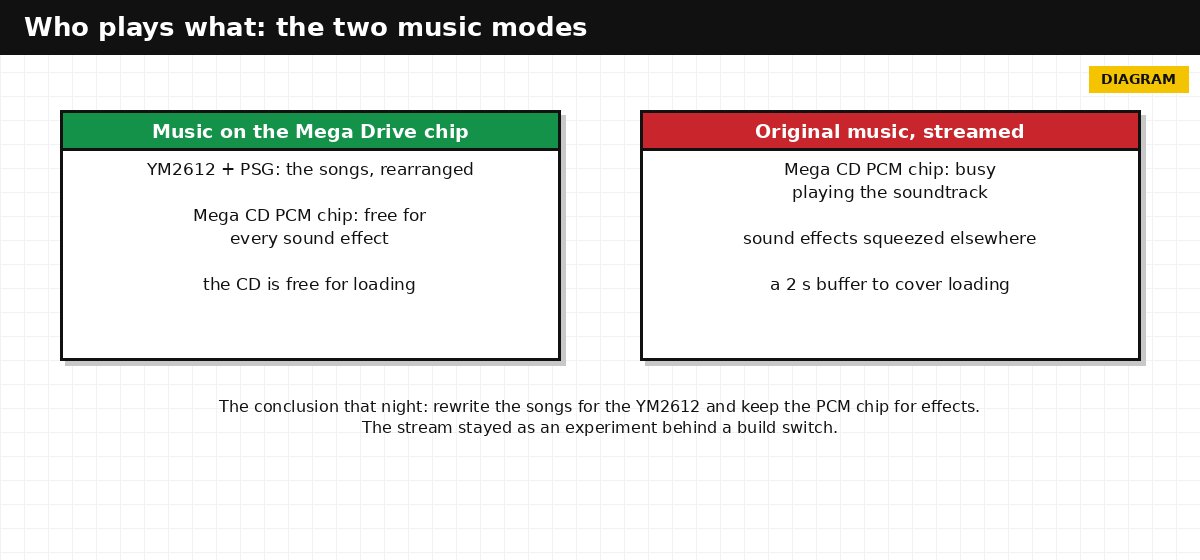 Who plays what: the two music modes
DIAGRAM
Music on the Mega Drive chip
YM2612 + PSG: the songs, rearranged
Mega CD PCM chip: free for
every sound effect
the CD is free for loading
Original music, streamed
Mega CD PCM chip: busy
playing the soundtrack
sound effects squeezed elsewhere
a 2 s buffer to cover loading
The conclusion that night: rewrite the songs for the YM2612 and keep the PCM chip for effects.
The stream stayed as an experiment behind a build switch.